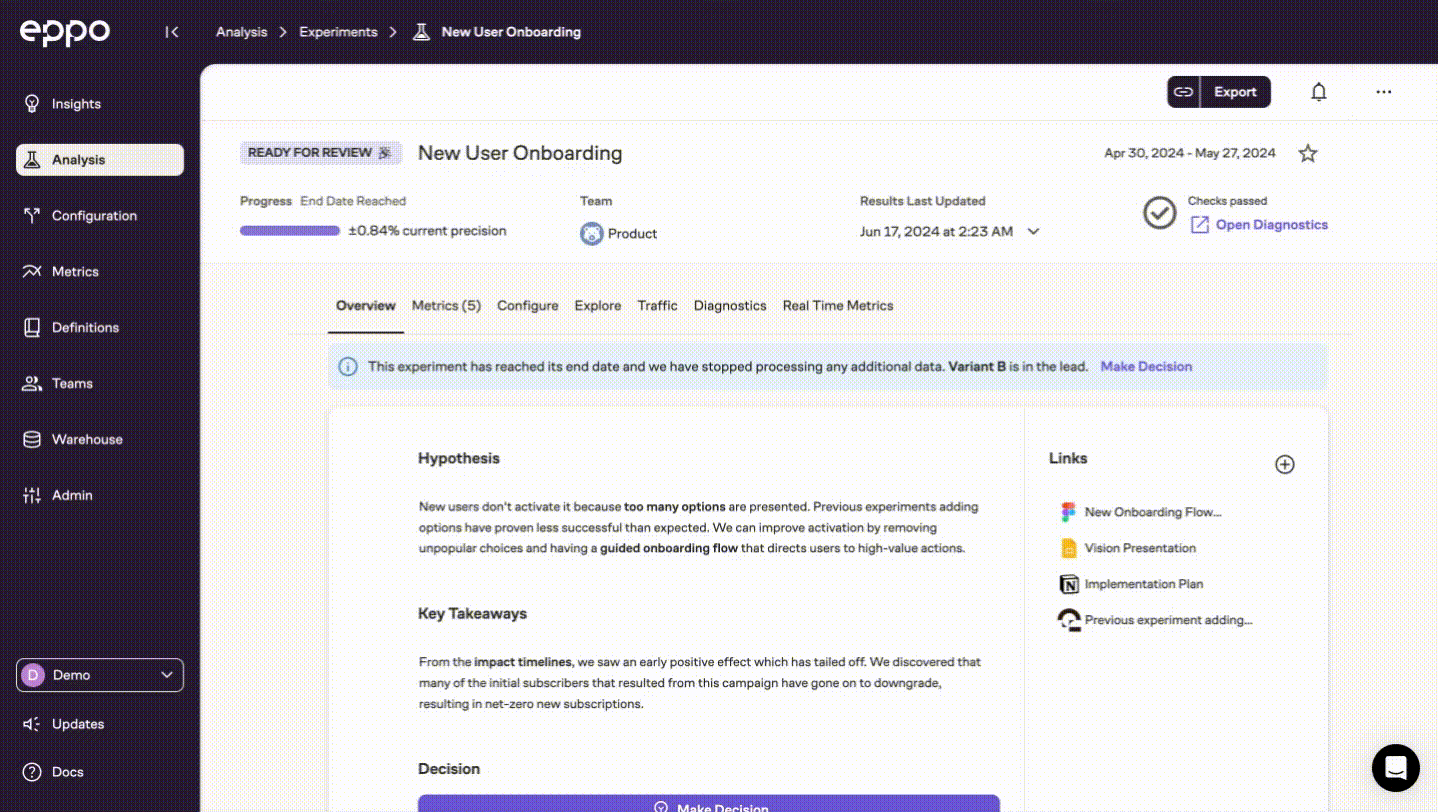 eppo
Analysis > Experiments > New User Onboarding
Insights
Analysis
Configuration
Metrics
Definitions
Teams
Warehouse
Admin
D Demo
Updates
Docs
Export
READY FOR REVIEW
New User Onboarding
Apr 30, 2024 - May 27, 2024
Progress End Date Reached
±0.84% current precision
Team
Product
Results Last Updated
Jun 17, 2024 at 2:23 AM
Checks passed
Open Diagnostics
Overview Metrics (5) Configure Explore Traffic Diagnostics Real Time Metrics
This experiment has reached its end date and we have stopped processing any additional data. Variant B is in the lead. Make Decision
Hypothesis
New users don't activate it because too many options are presented. Previous experiments adding
options have proven less successful than expected. We can improve activation by removing
unpopular choices and having a guided onboarding flow that directs users to high-value actions.
Key Takeaways
From the impact timelines, we saw an early positive effect which has tailed off. We discovered that
many of the initial subscribers that resulted from this campaign have gone on to downgrade,
resulting in net-zero new subscriptions.
Decision
Make Decision
Links
New Onboarding Flow...
Vision Presentation
Implementation Plan
Previous experiment adding...